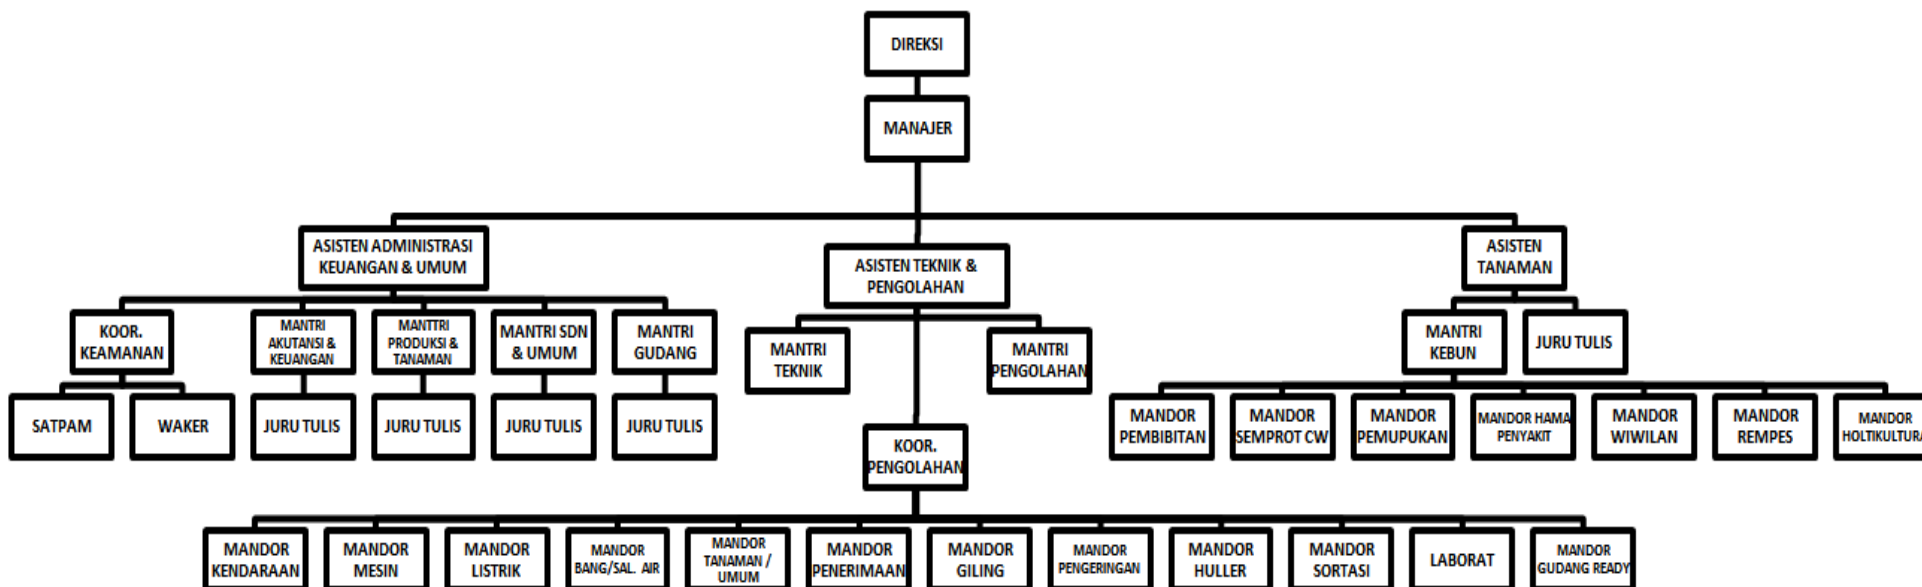 DIREKSI
MANAJER
ASISTEN ADMINISTRASI
KEUANGAN & UMUM
ASISTEN TEKNIK &
PENGOLAHAN
ASISTEN
TANAMAN
KOOR.
KEAMANAN
MANTRI
AKUTANSI &
KEUANGAN
MANTTRI
PRODUKSI &
TANAMAN
MANTRI SDN
& UMUM
MANTRI
GUDANG
MANTRI
TEKNIK
MANTRI
PENGOLAHAN
MANTRI
KEBUN
JURU TULIS
SATPAM
WAKER
JURU TULIS
JURU TULIS
JURU TULIS
JURU TULIS
KOOR.
PENGOLAHAN
MANDOR
PEMBIBITAN
MANDOR
SEMPROT CW
MANDOR
PEMUPUKAN
MANDOR HAMA
PENYAKIT
MANDOR
WIWILAN
MANDOR
REMPES
MANDOR
HOLTIKULTURA
MANDOR
KENDARAAN
MANDOR
MESIN
MANDOR
LISTRIK
MANDOR
BANG/SAL. AIR
MANDOR
TANAMAN /
UMUM
MANDOR
PENERIMAAN
MANDOR
GILING
MANDOR
PENGERINGAN
MANDOR
HULLER
MANDOR
SORTASI
LABORAT
MANDOR
GUDANG READY